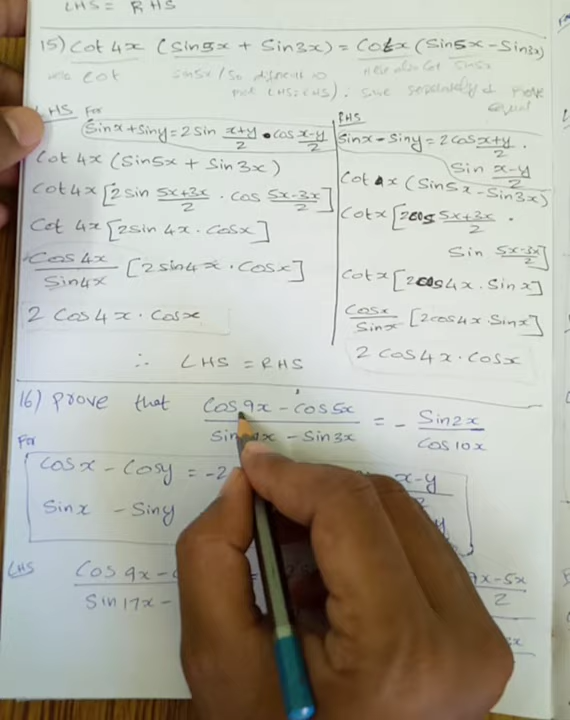 LHS = RHS
15) Cot 4x (Sin5x + Sin3x) = Cotx (Sin5x - Sin3x)
equal
LHS For
Sinx + Siny = 2 Sin x+y/2 • Cos x-y/2
Cot 4x (Sin5x + Sin3x)
Cot 4x [2Sin 5x+3x/2 . Cos 5x-3x/2]
Cot 4x [2Sin 4x . Cosx]
Cos4x/Sin4x [2Sin4x . Cosx]
2 Cos4x . Cosx
RHS
Sinx - Siny = 2 Cos x+y/2 .
Sin x-y/2
Cot x (Sin5x - Sin3x)
Cotx [2Cos 5x+3x/2 .
Sin 5x-3x/2]
Cotx [2Cos4x . Sinx]
Cosx/Sinx [2Cos4x . Sinx]
2 Cos4x . Cosx
∴ LHS = RHS
16) Prove that Cos9x - Cos5x / Sin x - Sin3x = - Sin2x / Cos10x
For
Cosx - Cosy = -2 x-y
Sinx - Siny y
LHS Cos 9x - = x-5x/2
Sin 17x -